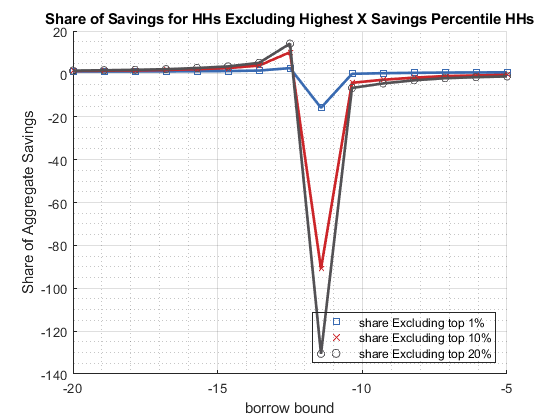 Share of Savings for HHs Excluding Highest X Savings Percentile HHs
20
0
-20
-40
-60
-80
-100
-120
-140
Share of Aggregate Savings
share Excluding top 1%
share Excluding top 10%
share Excluding top 20%
-20
-15
-10
-5
borrow bound